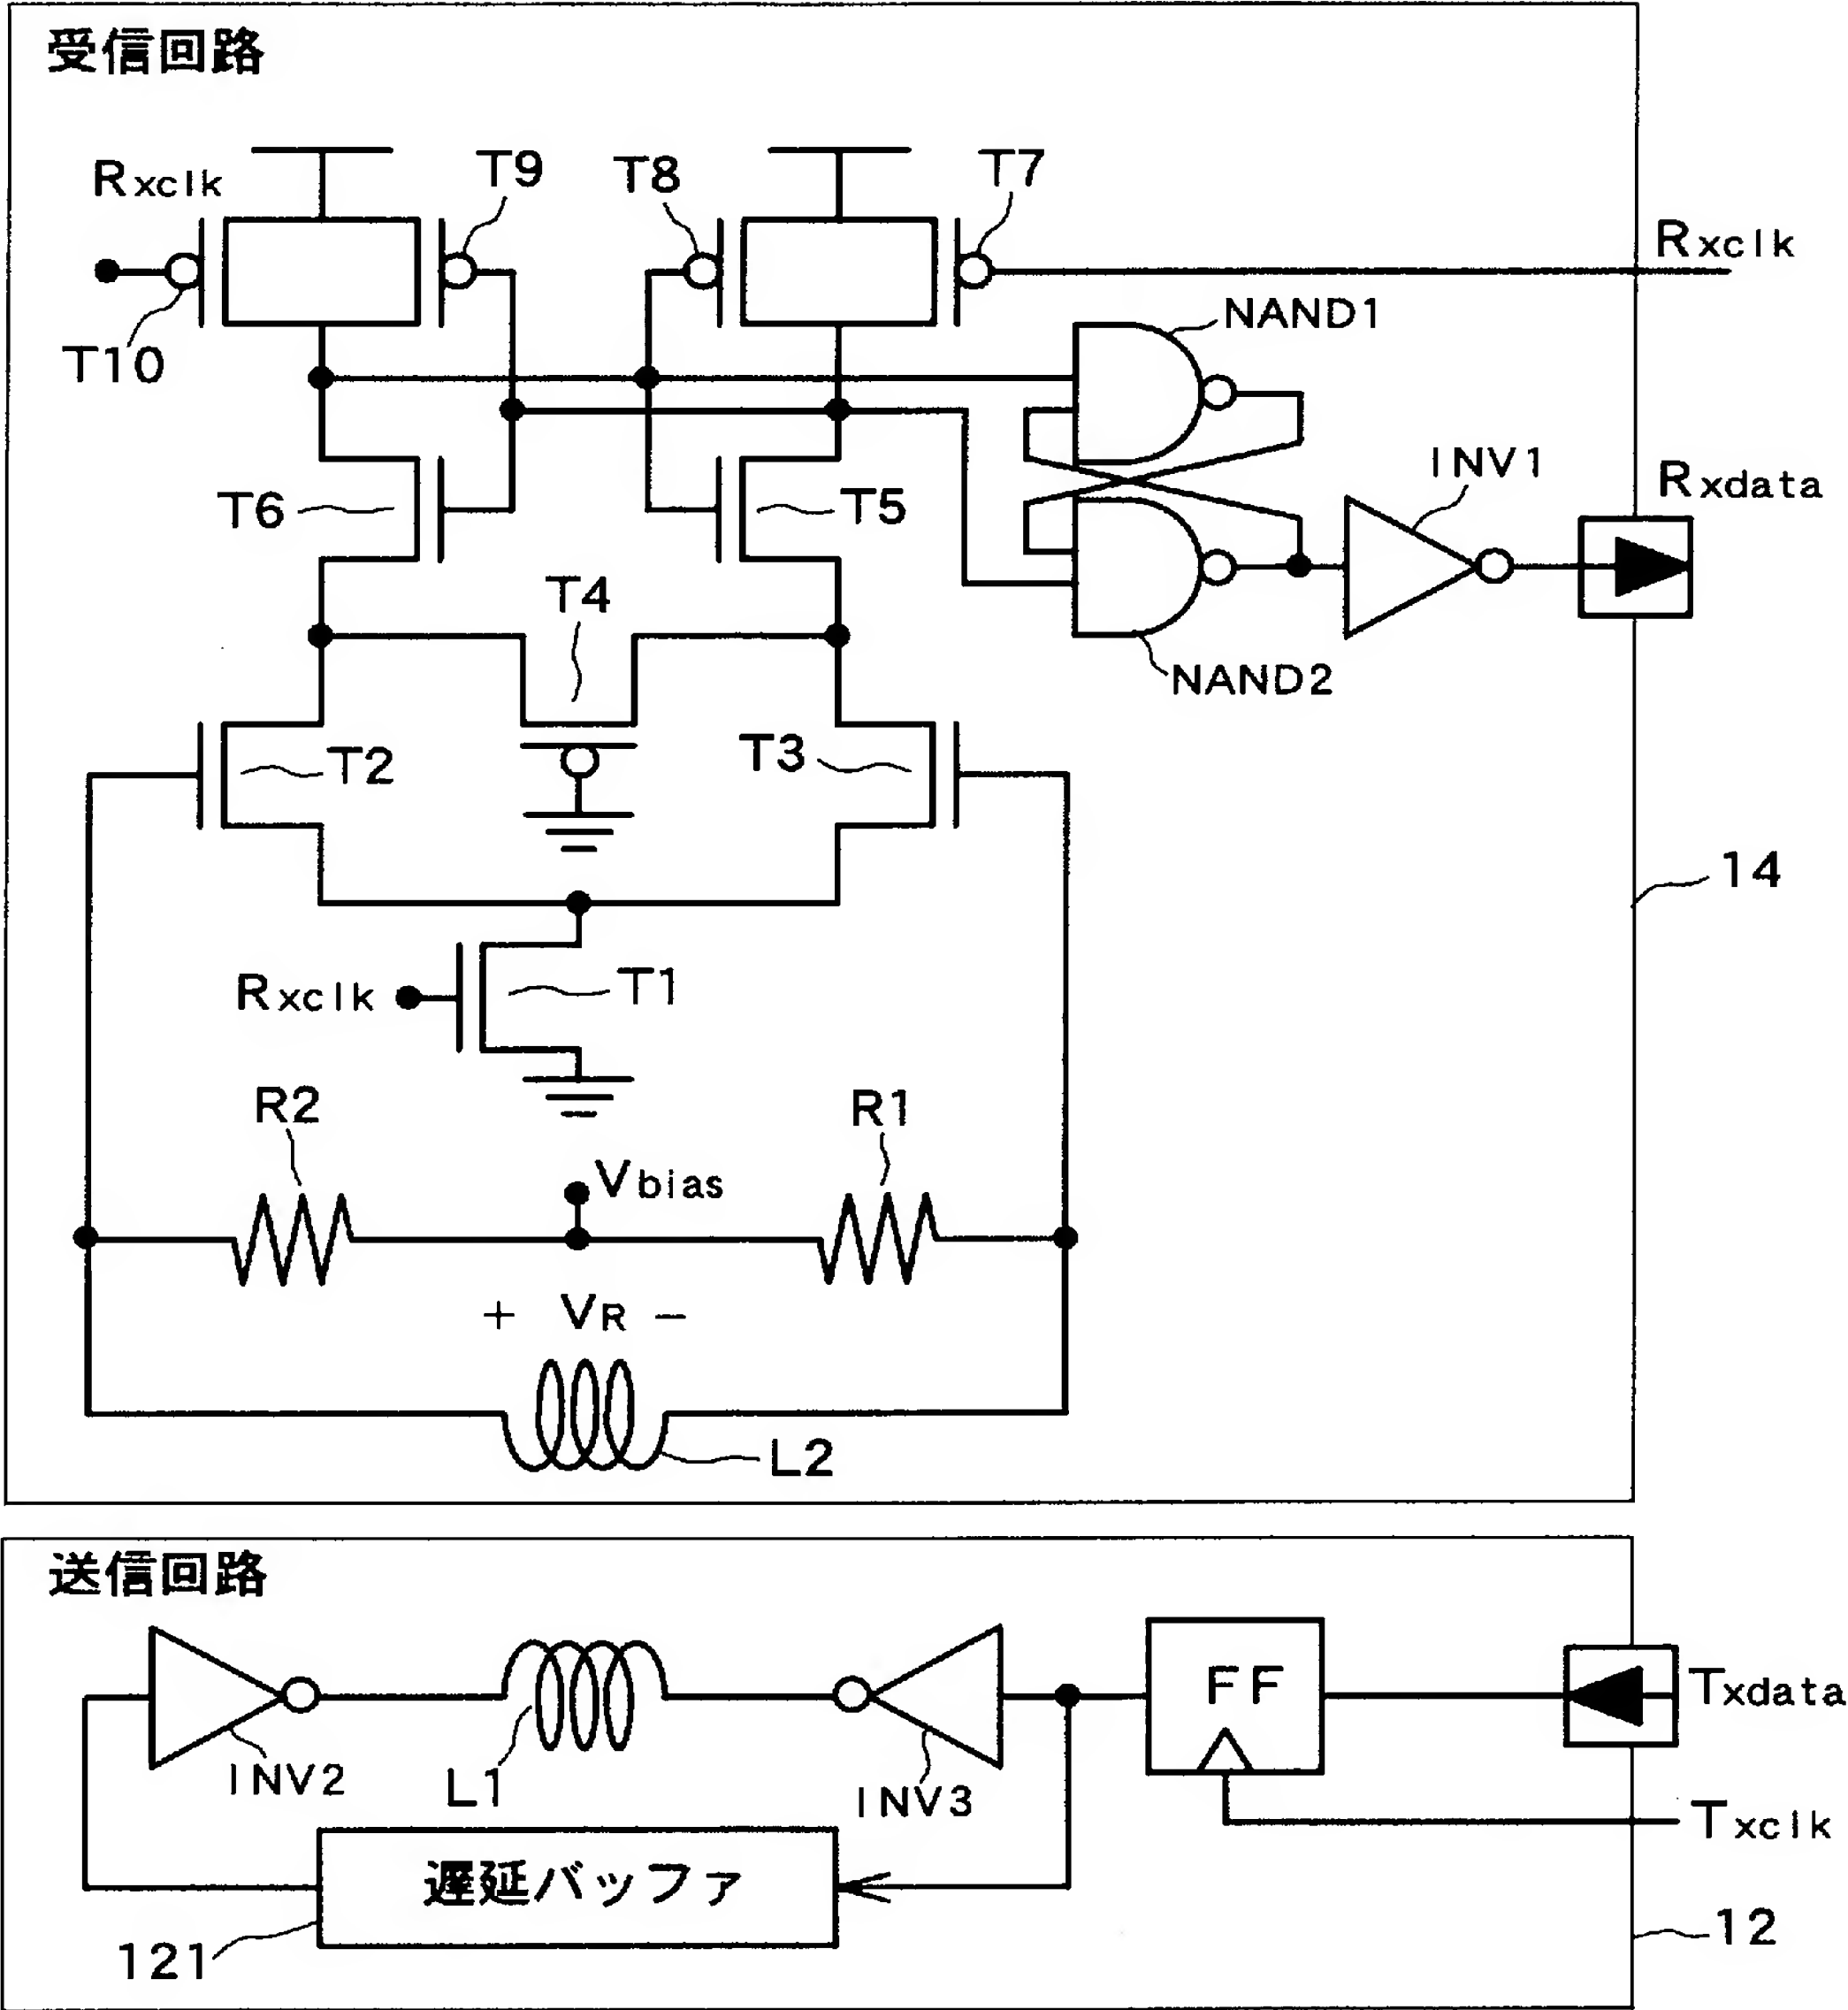 受信回路
Rxclk
T9
T8
T7
Rxclk
T10
NAND1
INV1
Rxdata
T6
T5
T4
NAND2
T2
T3
14
Rxclk
T1
R2
R1
Vbias
+ VR −
L2
送信回路
FF
Txdata
INV2
L1
INV3
Txclk
遅延バッファ
121
12